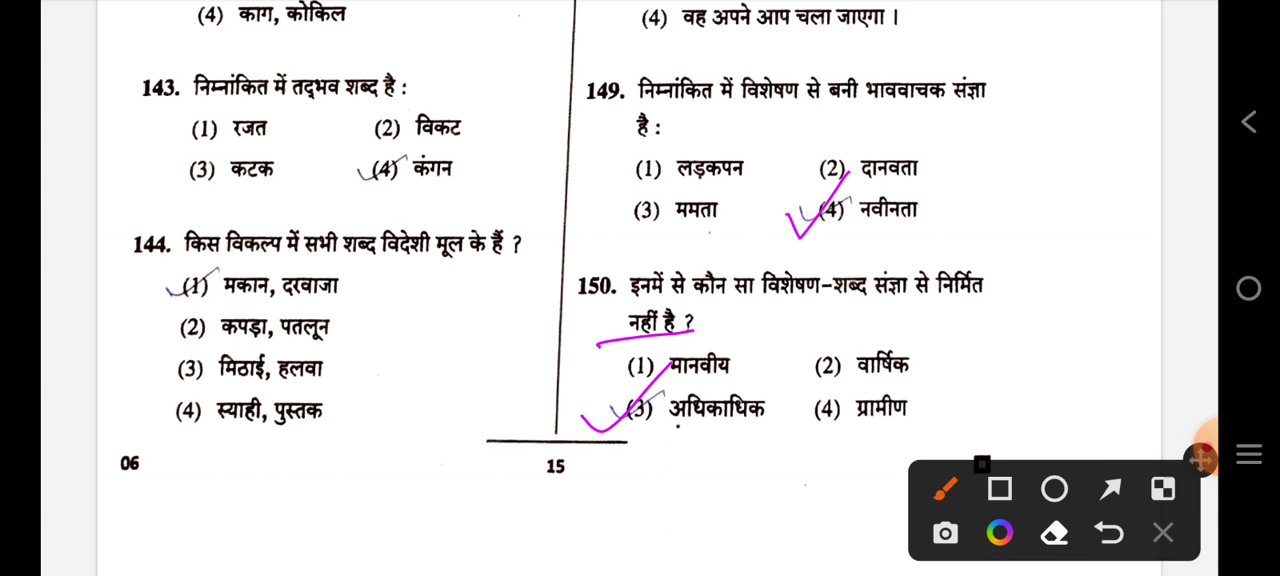 (4) काग, कोकिल
143. निम्नांकित में तद्भव शब्द है :
(1) रजत (2) विकट
(3) कटक (4) कंगन
144. किस विकल्प में सभी शब्द विदेशी मूल के हैं ?
(1) मकान, दरवाजा
(2) कपड़ा, पतलून
(3) मिठाई, हलवा
(4) स्याही, पुस्तक
(4) वह अपने आप चला जाएगा ।
149. निम्नांकित में विशेषण से बनी भाववाचक संज्ञा
है :
(1) लड़कपन (2) दानवता
(3) ममता (4) नवीनता
150. इनमें से कौन सा विशेषण-शब्द संज्ञा से निर्मित
नहीं है ?
(1) मानवीय (2) वार्षिक
(3) अधिकाधिक (4) ग्रामीण
06 15